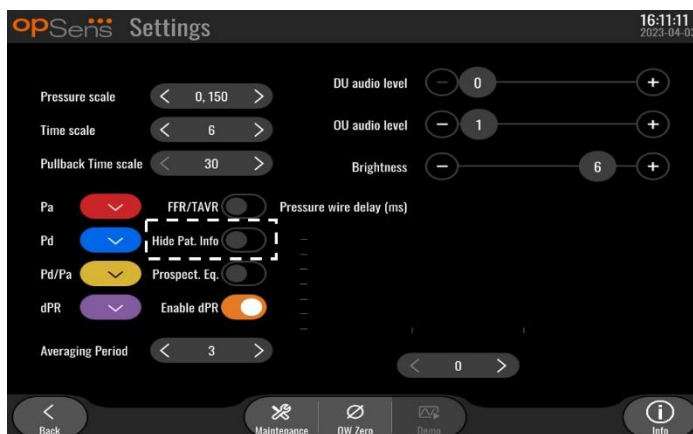 opSens Settings
16:11:11
2023-04-03
Pressure scale < 0, 150 >
Time scale < 6 >
Pullback Time scale < 30 >
DU audio level - 0 +
OU audio level - 1 +
Brightness - 6 +
Pa FFR/TAVR Pressure wire delay (ms)
Pd Hide Pat. Info
Pd/Pa Prospect. Eq.
dPR Enable dPR
Averaging Period < 3 >
< 0 >
Back Maintenance OW Zero Demo Info